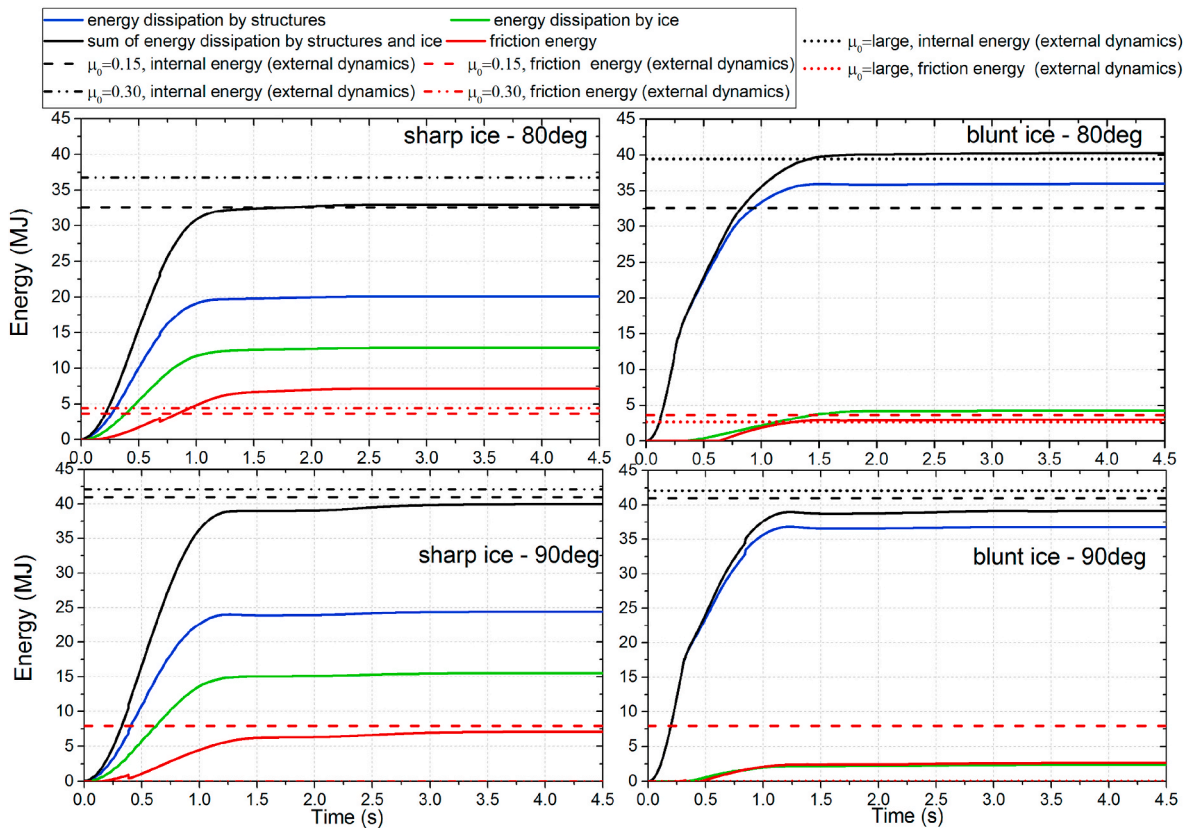 energy dissipation by structures energy dissipation by ice
sum of energy dissipation by structures and ice friction energy
μ0=0.15, internal energy (external dynamics) μ0=0.15, friction energy (external dynamics)
μ0=0.30, internal energy (external dynamics) μ0=0.30, friction energy (external dynamics)
μ0=large, internal energy (external dynamics)
μ0=large, friction energy (external dynamics)
sharp ice - 80deg
45
40
35
30
25
20
15
10
5
0
0.0 0.5 1.0 1.5 2.0 2.5 3.0 3.5 4.0 4.5
Energy (MJ)
blunt ice - 80deg
45
40
35
30
25
20
15
10
5
0
0.0 0.5 1.0 1.5 2.0 2.5 3.0 3.5 4.0 4.5
sharp ice - 90deg
45
40
35
30
25
20
15
10
5
0
0.0 0.5 1.0 1.5 2.0 2.5 3.0 3.5 4.0 4.5
Energy (MJ)
Time (s)
blunt ice - 90deg
45
40
35
30
25
20
15
10
5
0
0.0 0.5 1.0 1.5 2.0 2.5 3.0 3.5 4.0 4.5
Time (s)